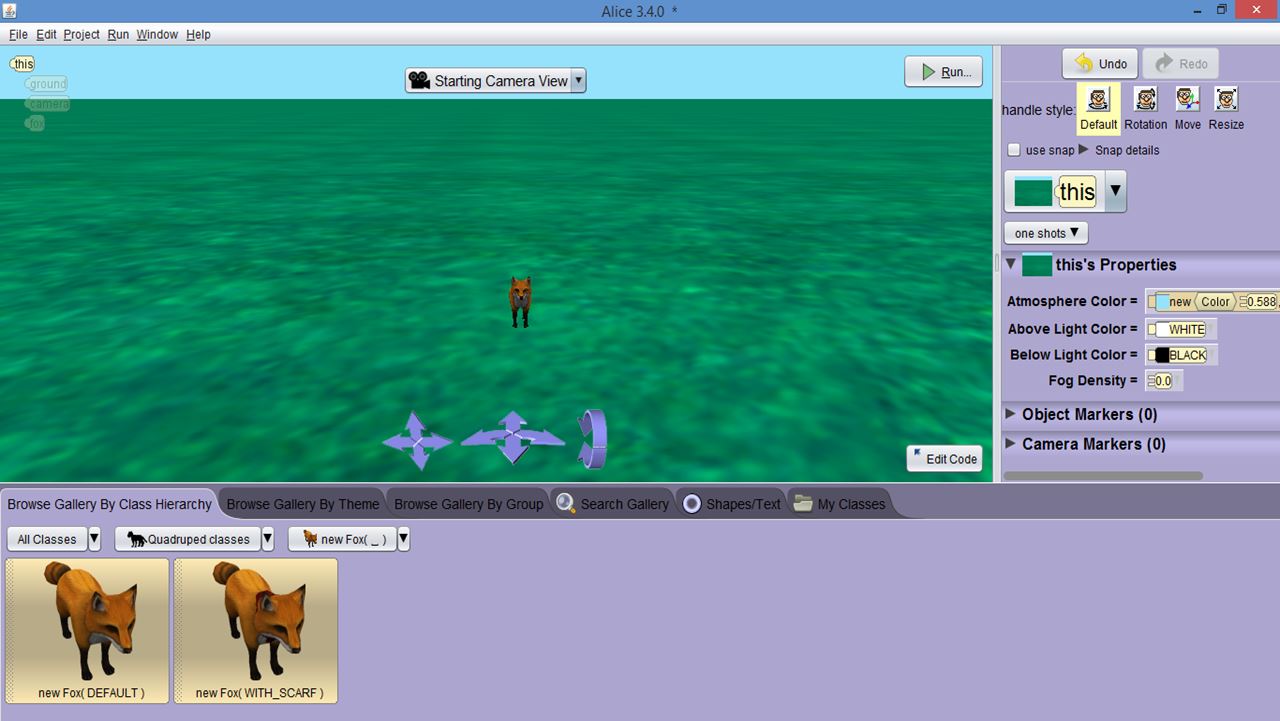 Alice 3.4.0 *
File Edit Project Run Window Help
this
ground
camera
fox
Starting Camera View
Run...
Undo
Redo
handle style:
Default
Rotation
Move
Resize
use snap
Snap details
this
one shots
this's Properties
Atmosphere Color = new Color 0.588,
Above Light Color = WHITE
Below Light Color = BLACK
Fog Density = 0.0
Object Markers (0)
Camera Markers (0)
Edit Code
Browse Gallery By Class Hierarchy
Browse Gallery By Theme
Browse Gallery By Group
Search Gallery
Shapes/Text
My Classes
All Classes
Quadruped classes
new Fox( _ )
new Fox( DEFAULT )
new Fox( WITH_SCARF )